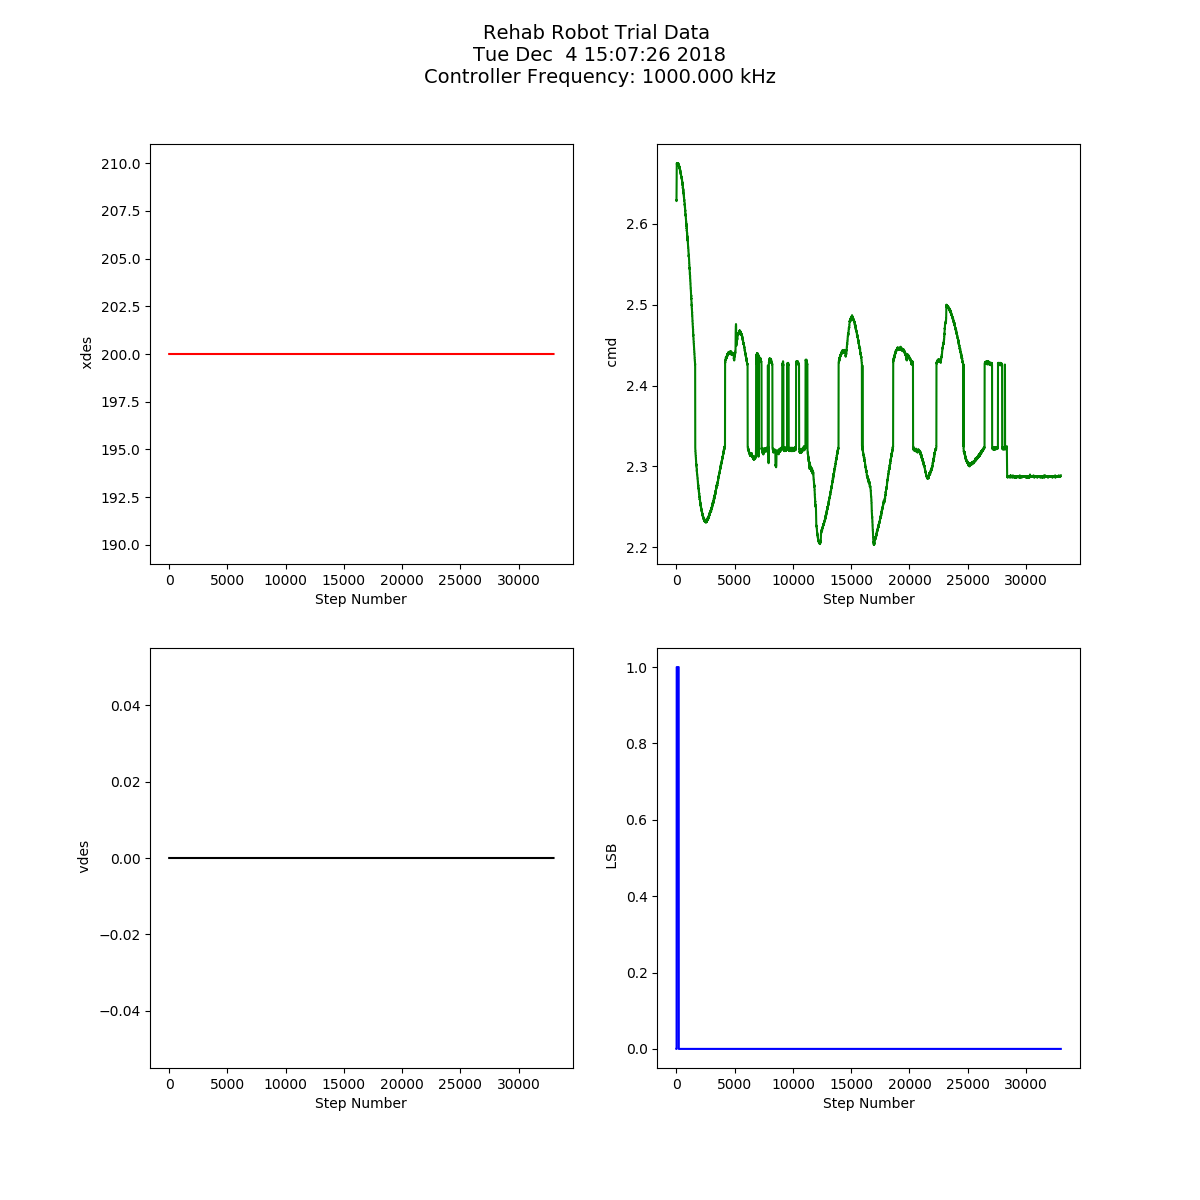 Rehab Robot Trial Data
Tue Dec  4 15:07:26 2018
Controller Frequency: 1000.000 kHz
210.0
207.5
205.0
202.5
200.0
197.5
195.0
192.5
190.0
xdes
0 5000 10000 15000 20000 25000 30000
Step Number
2.6
2.5
2.4
2.3
2.2
cmd
0 5000 10000 15000 20000 25000 30000
Step Number
0.04
0.02
0.00
−0.02
−0.04
vdes
0 5000 10000 15000 20000 25000 30000
Step Number
1.0
0.8
0.6
0.4
0.2
0.0
LSB
0 5000 10000 15000 20000 25000 30000
Step Number